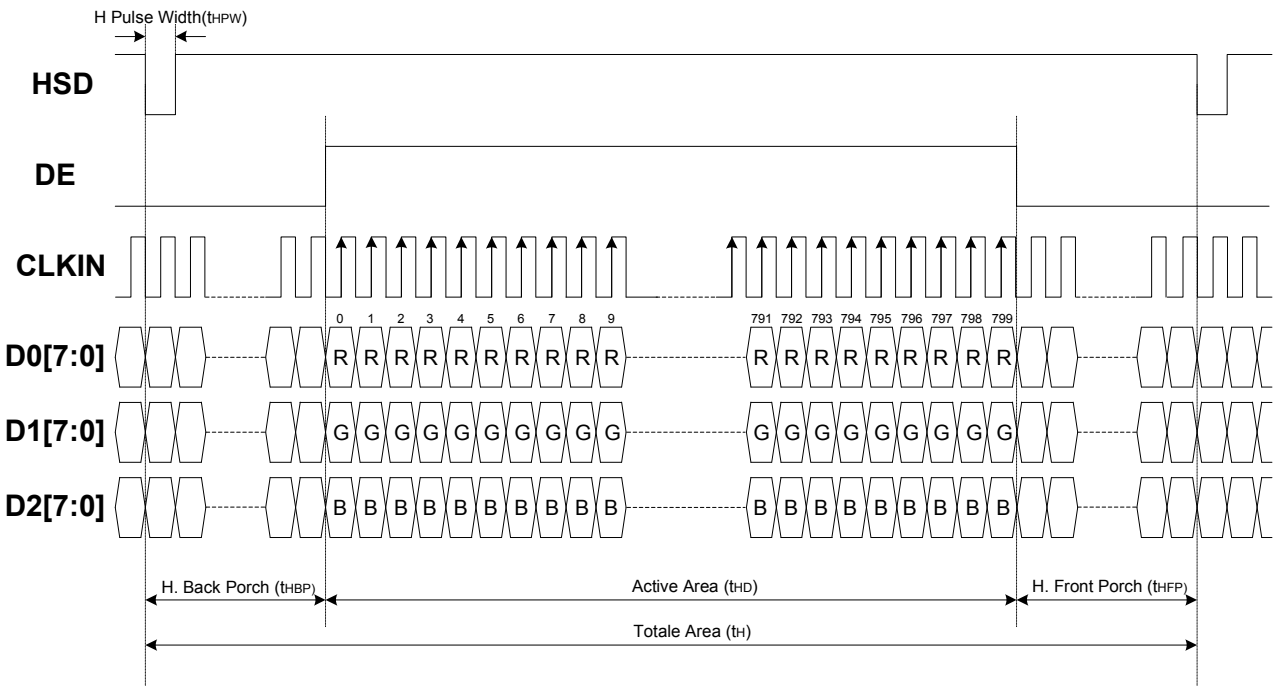 H Pulse Width(tHPW)
HSD
DE
CLKIN
0 1 2 3 4 5 6 7 8 9 791 792 793 794 795 796 797 798 799
D0[7:0] R R R R R R R R R R R R R R R R R R R
D1[7:0] G G G G G G G G G G G G G G G G G G G
D2[7:0] B B B B B B B B B B B B B B B B B B B
H. Back Porch (tHBP) Active Area (tHD) H. Front Porch (tHFP)
Totale Area (tH)